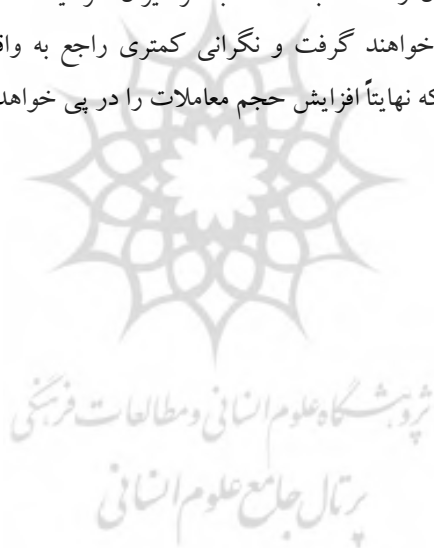 خواهند گرفت و نگرانی کمتری راجع به
که نهایتاً افزایش حجم معاملات را در پی خواهد
پژوهشگاه علوم انسانی و مطالعات فرهنگی
پرتال جامع علوم انسانی